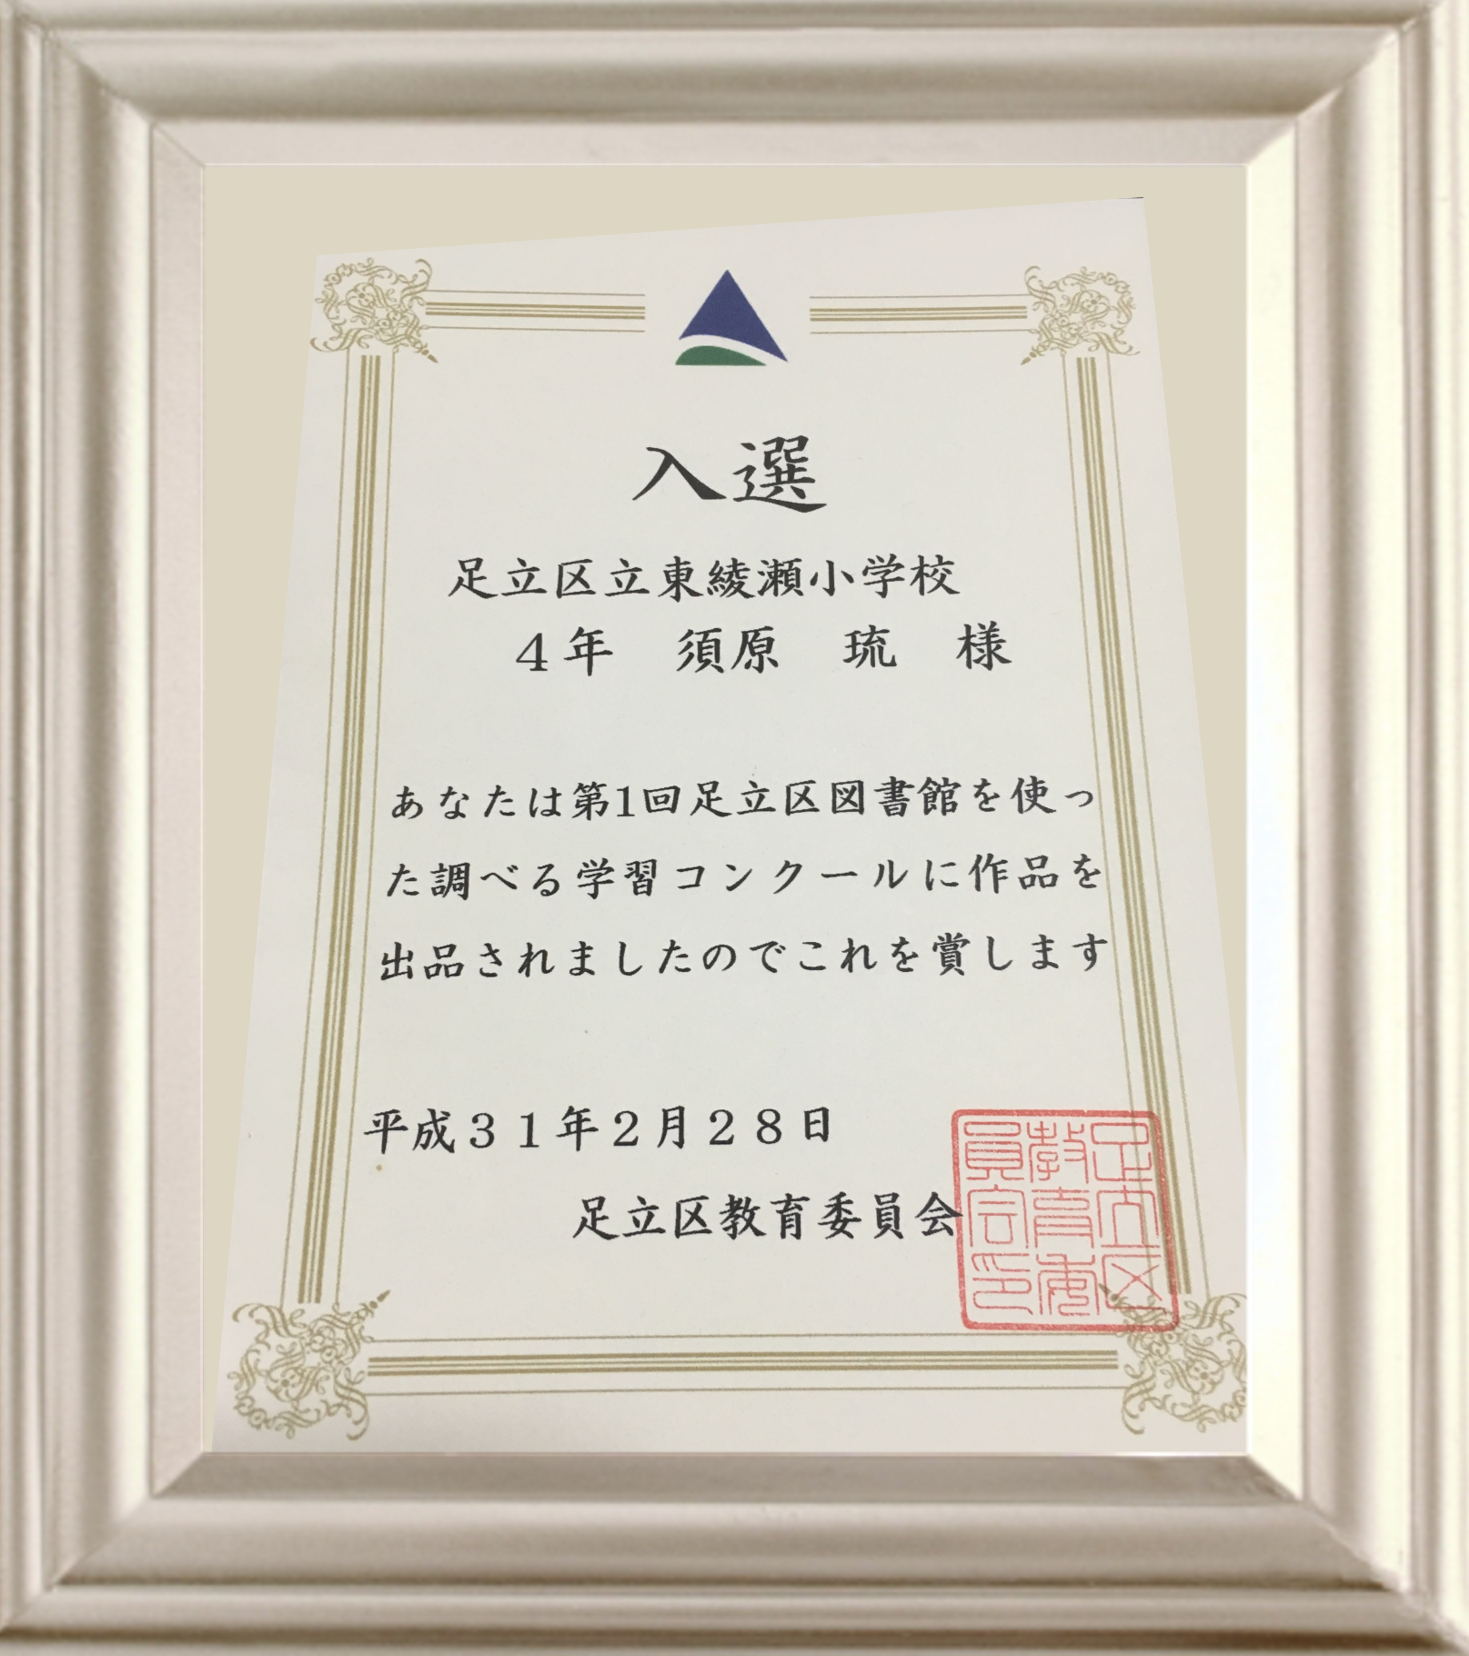 入選
足立区立東綾瀬小学校
4年　須原　琉　様
あなたは第1回足立区図書館を使っ
た調べる学習コンクールに作品を
出品されましたのでこれを賞します
平成31年2月28日
足立区教育委員会
足立区
教育委
員会印